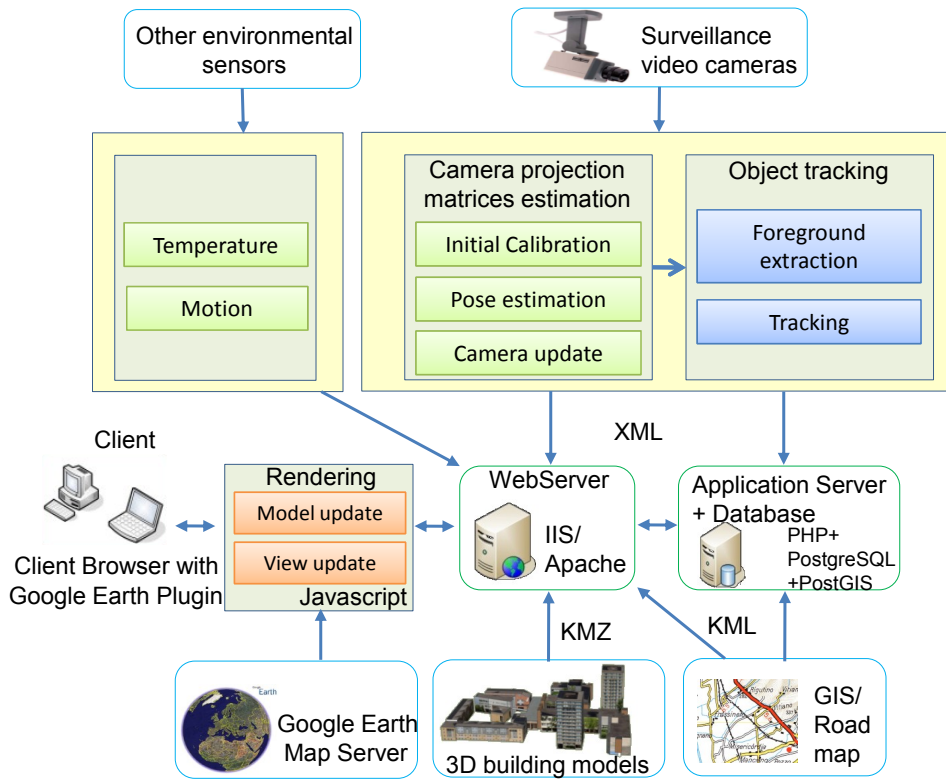 Other environmental
sensors
Surveillance
video cameras
Temperature
Motion
Camera projection
matrices estimation
Initial Calibration
Pose estimation
Camera update
Object tracking
Foreground
extraction
Tracking
XML
Client
Client Browser with
Google Earth Plugin
Rendering
Model update
View update
Javascript
WebServer
IIS/
Apache
Application Server
+ Database
PHP+
PostgreSQL
+PostGIS
KMZ
KML
Earth
Google Earth
Map Server
3D building models
GIS/
Road
map